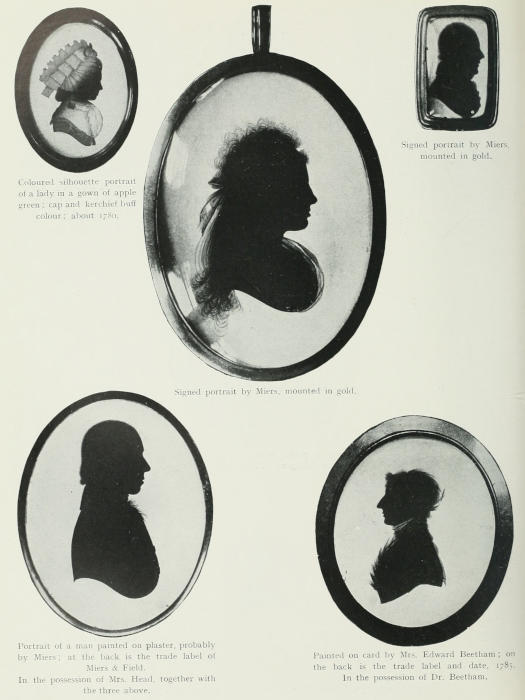 Coloured silhouette portrait
of a lady in a gown of apple
green; cap and kerchief buff
colour; about 1780.
Signed portrait by Miers,
mounted in gold.
Signed portrait by Miers, mounted in gold.
Portrait of a man painted on plaster, probably
by Miers; at the back is the trade label of
Miers & Field.
In the possession of Mrs. Head, together with
the three above.
Painted on card by Mrs. Edward Beetham; on
the back is the trade label and date, 1785.
In the possession of Dr. Beetham.